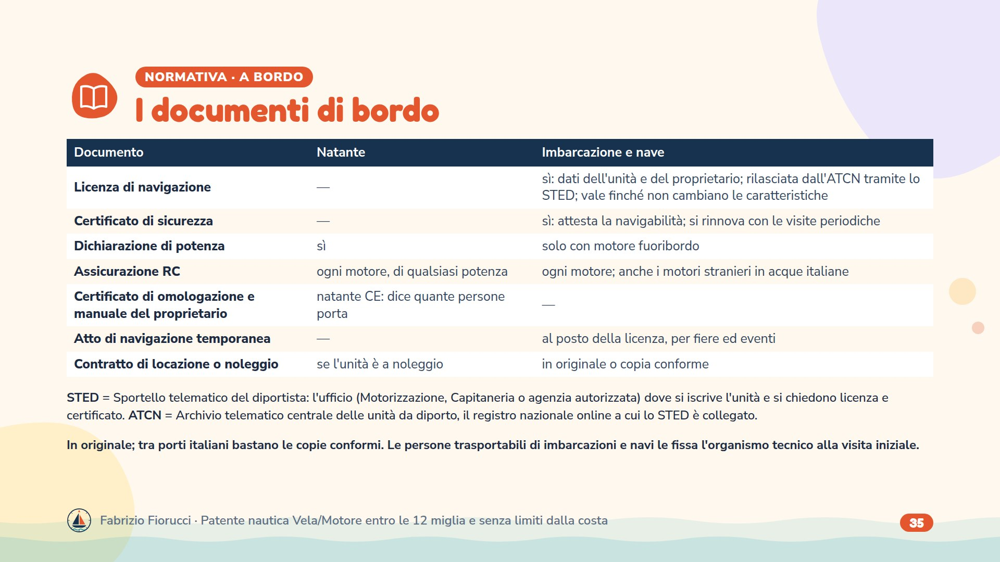 NORMATIVA · A BORDO
I documenti di bordo
Documento Natante Imbarcazione e nave
Licenza di navigazione — sì: dati dell'unità e del proprietario; rilasciata dall'ATCN tramite lo
STED; vale finché non cambiano le caratteristiche
Certificato di sicurezza — sì: attesta la navigabilità; si rinnova con le visite periodiche
Dichiarazione di potenza sì solo con motore fuoribordo
Assicurazione RC ogni motore, di qualsiasi potenza ogni motore; anche i motori stranieri in acque italiane
Certificato di omologazione e natante CE: dice quante persone —
manuale del proprietario porta
Atto di navigazione temporanea — al posto della licenza, per fiere ed eventi
Contratto di locazione o noleggio se l'unità è a noleggio in originale o copia conforme
STED = Sportello telematico del diportista: l'ufficio (Motorizzazione, Capitaneria o agenzia autorizzata) dove si iscrive l'unità e si chiedono licenza e
certificato. ATCN = Archivio telematico centrale delle unità da diporto, il registro nazionale online a cui lo STED è collegato.
In originale; tra porti italiani bastano le copie conformi. Le persone trasportabili di imbarcazioni e navi le fissa l'organismo tecnico alla visita iniziale.
Fabrizio Fiorucci · Patente nautica Vela/Motore entro le 12 miglia e senza limiti dalla costa
35